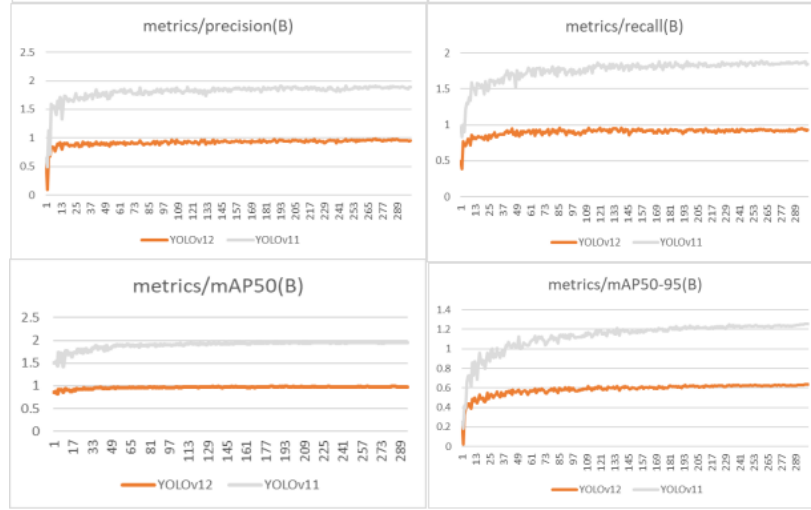 metrics/precision(B)
2.5
2
1.5
1
0.5
0
1 13 25 37 49 61 73 85 97 109 121 133 145 157 169 181 193 205 217 229 241 253 265 277 289
YOLOv12 YOLOv11
metrics/recall(B)
2
1.5
1
0.5
0
1 13 25 37 49 61 73 85 97 109 121 133 145 157 169 181 193 205 217 229 241 253 265 277 289
YOLOv12 YOLOv11
metrics/mAP50(B)
2.5
2
1.5
1
0.5
0
1 17 33 49 65 81 97 113 129 145 161 177 193 209 225 241 257 273 289
YOLOv12 YOLOv11
metrics/mAP50-95(B)
1.4
1.2
1
0.8
0.6
0.4
0.2
0
1 13 25 37 49 61 73 85 97 109 121 133 145 157 169 181 193 205 217 229 241 253 265 277 289
YOLOv12 YOLOv11